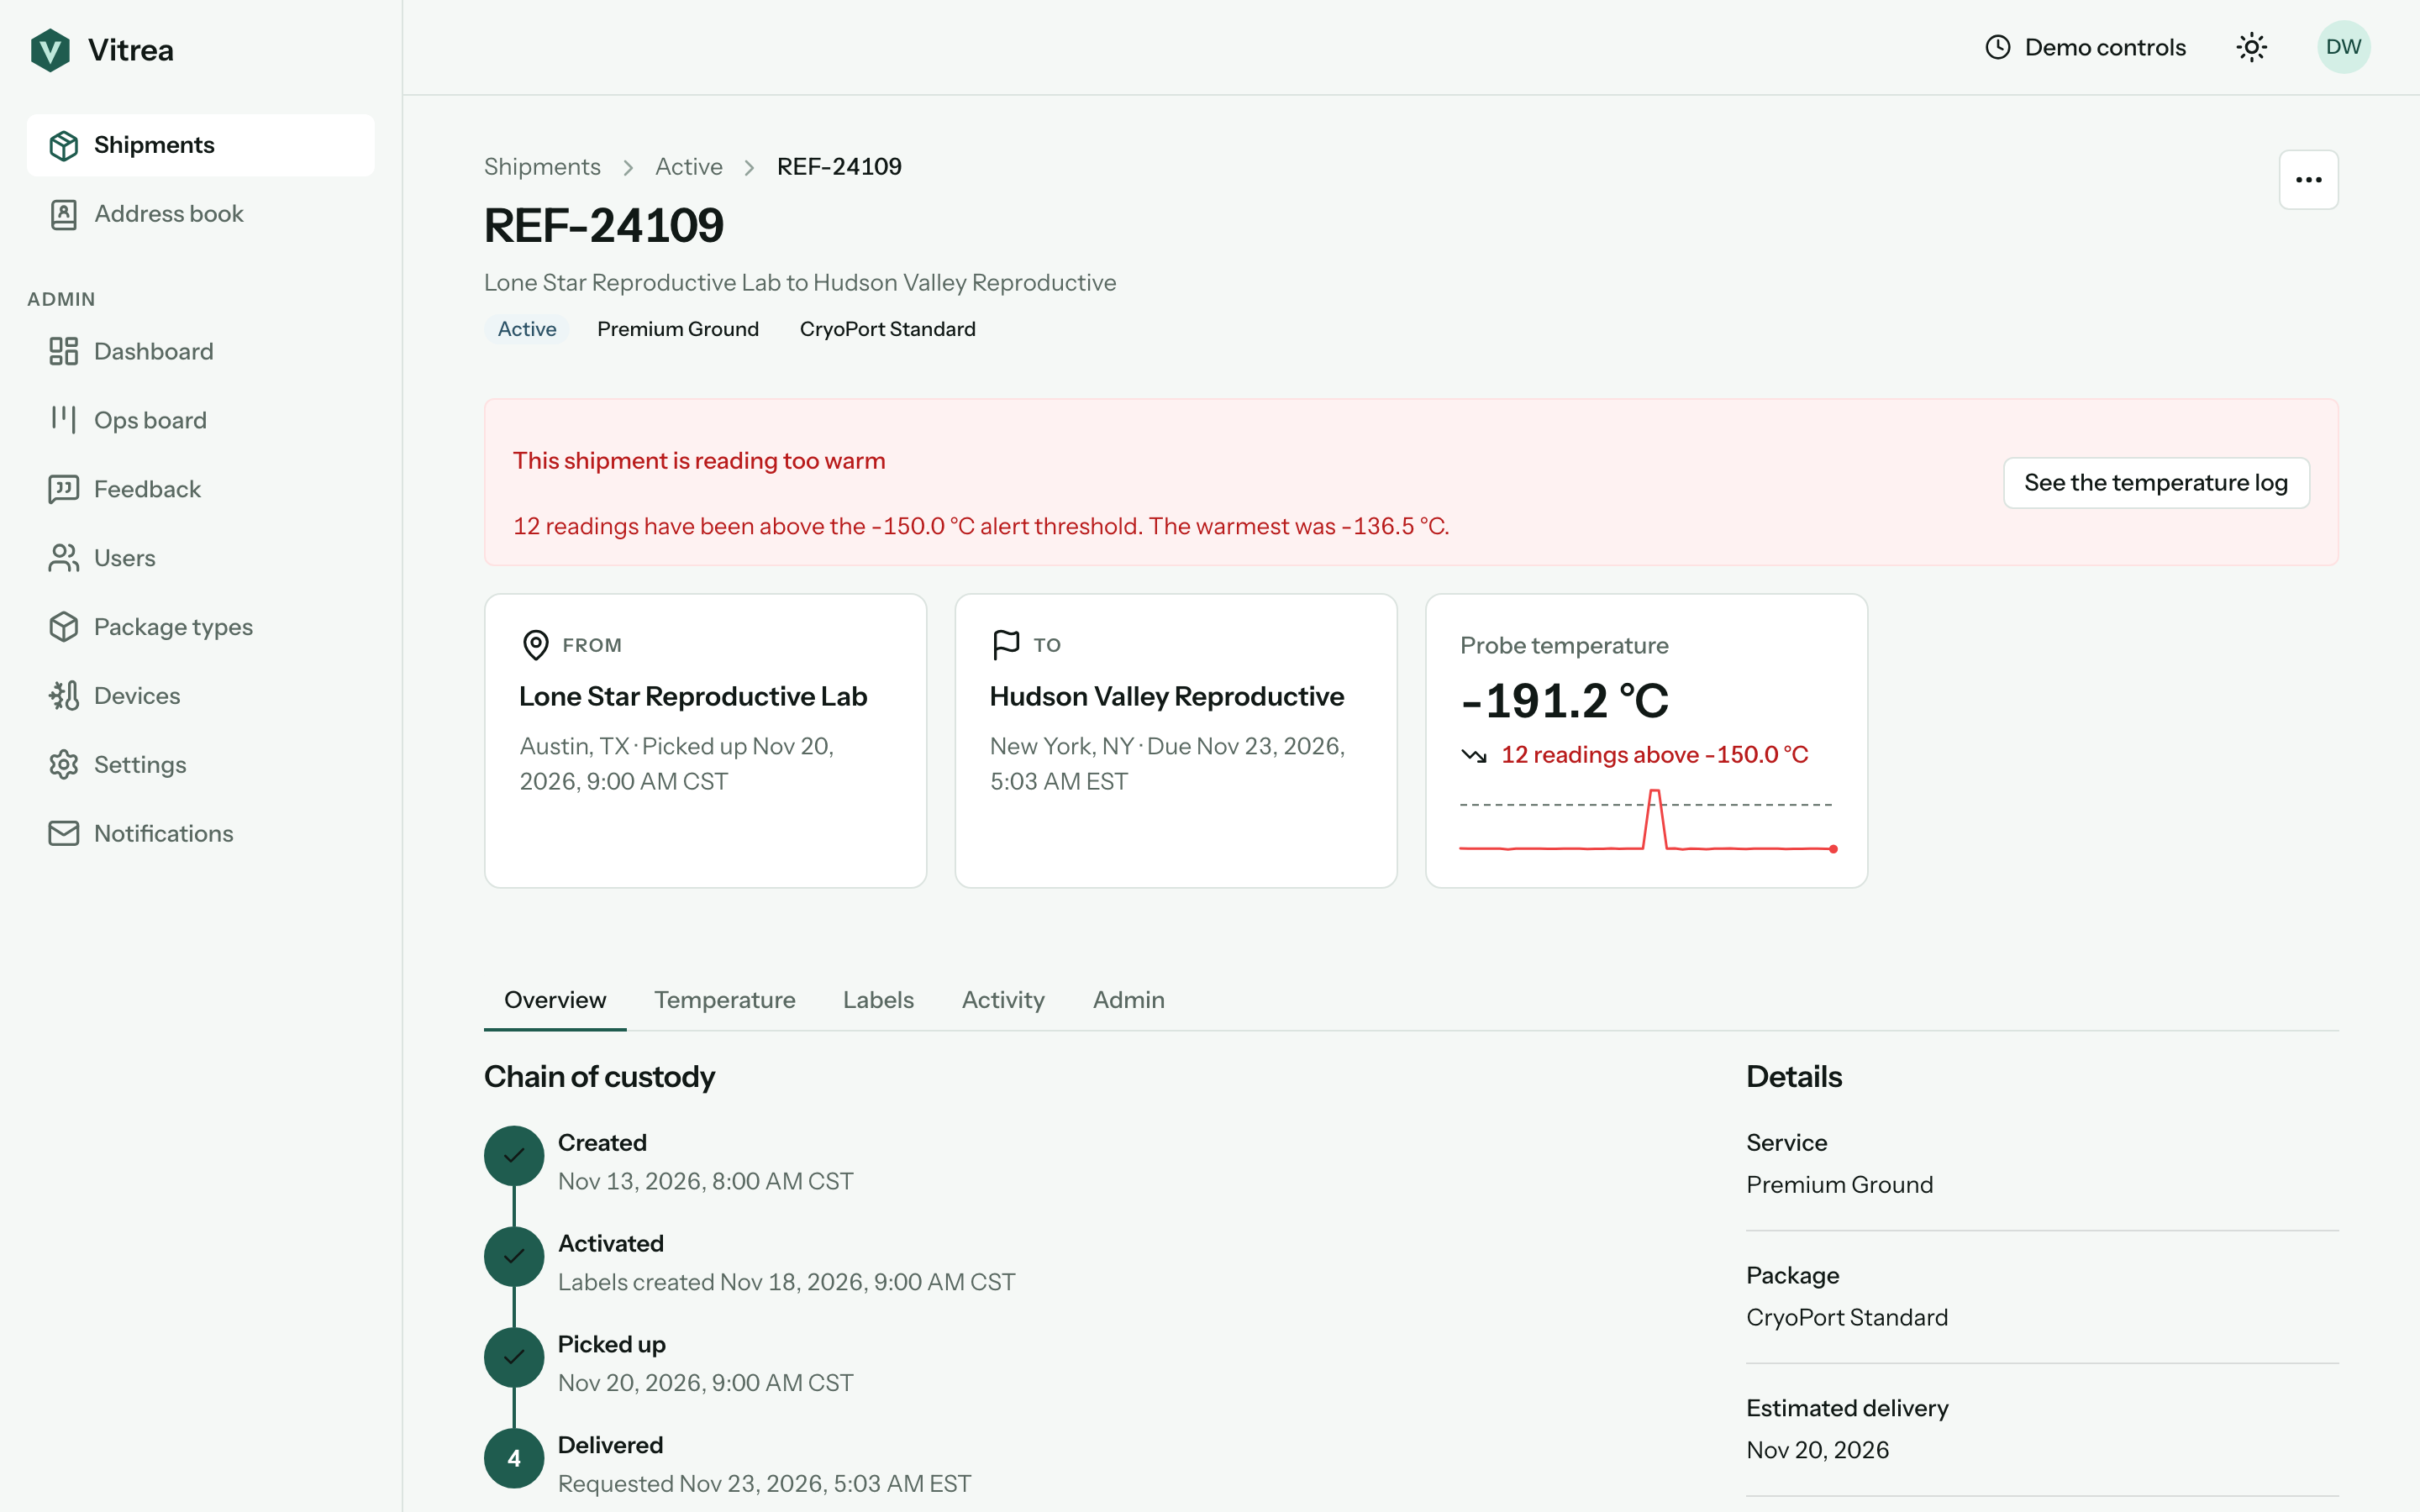 Vitrea
Demo controls
DW
Shipments
Address book
ADMIN
Dashboard
Ops board
Feedback
Users
Package types
Devices
Settings
Notifications
Shipments > Active > REF-24109
REF-24109
Lone Star Reproductive Lab to Hudson Valley Reproductive
Active Premium Ground CryoPort Standard
This shipment is reading too warm
12 readings have been above the -150.0 °C alert threshold. The warmest was -136.5 °C.
See the temperature log
FROM
Lone Star Reproductive Lab
Austin, TX · Picked up Nov 20,
2026, 9:00 AM CST
TO
Hudson Valley Reproductive
New York, NY · Due Nov 23, 2026,
5:03 AM EST
Probe temperature
-191.2 °C
12 readings above -150.0 °C
Overview Temperature Labels Activity Admin
Chain of custody
Created
Nov 13, 2026, 8:00 AM CST
Activated
Labels created Nov 18, 2026, 9:00 AM CST
Picked up
Nov 20, 2026, 9:00 AM CST
4
Delivered
Requested Nov 23, 2026, 5:03 AM EST
Details
Service
Premium Ground
Package
CryoPort Standard
Estimated delivery
Nov 20, 2026